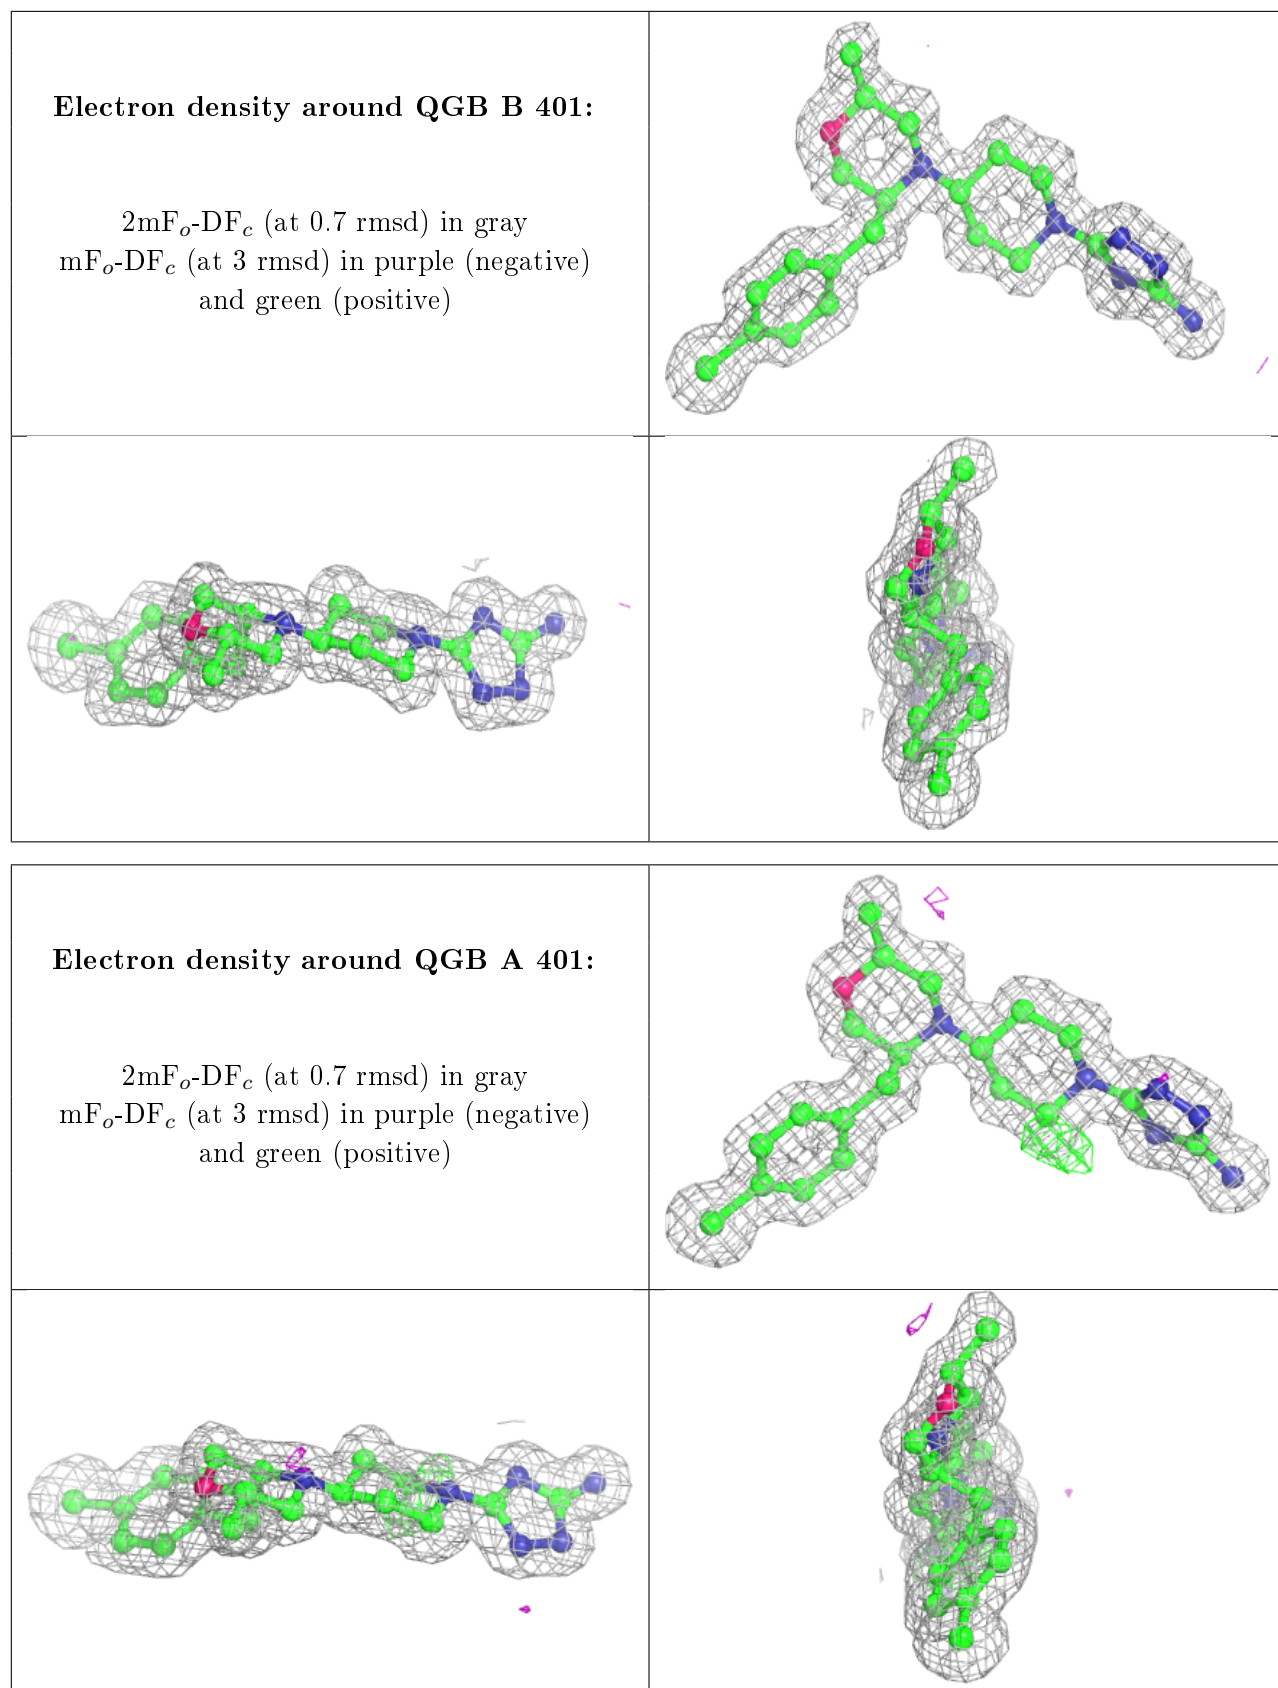 Electron density around QGB B 401:
2mFₒ-DF𝒸 (at 0.7 rmsd) in gray
mFₒ-DF𝒸 (at 3 rmsd) in purple (negative)
and green (positive)
Electron density around QGB A 401:
2mFₒ-DF𝒸 (at 0.7 rmsd) in gray
mFₒ-DF𝒸 (at 3 rmsd) in purple (negative)
and green (positive)